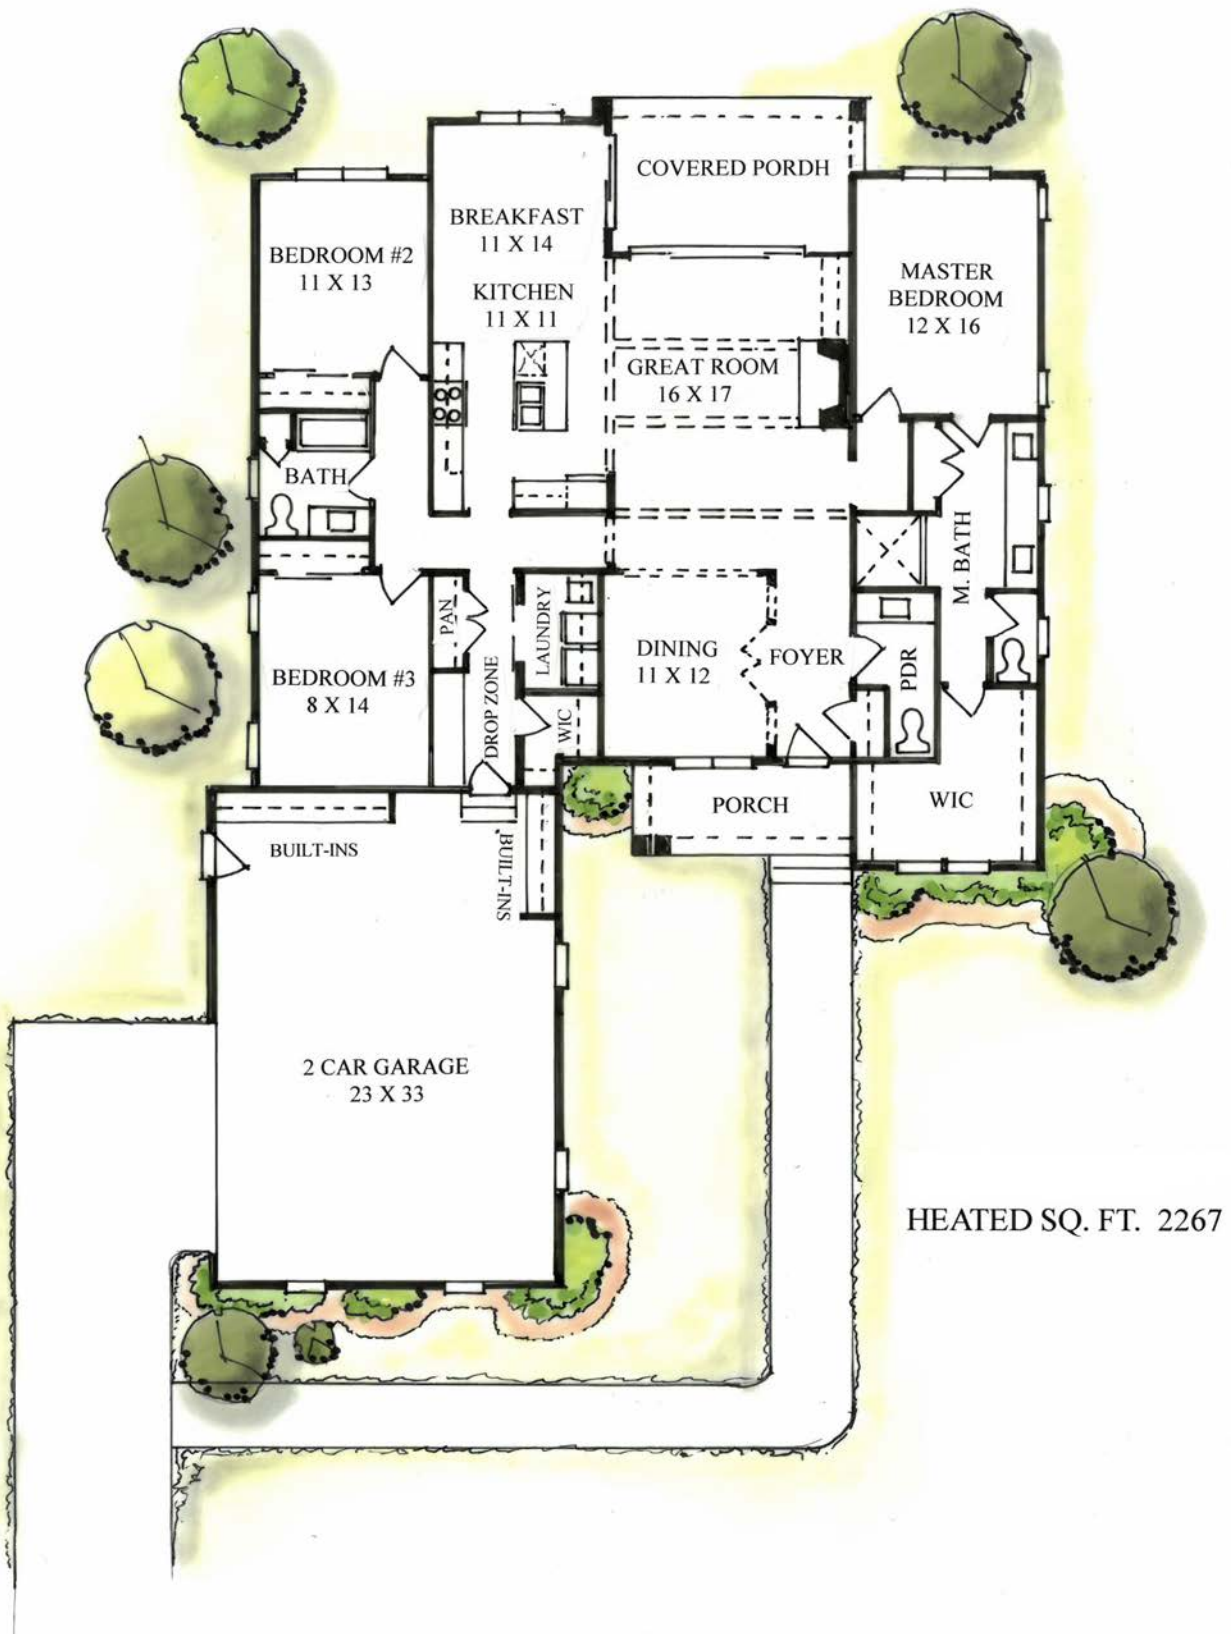 COVERED PORDH
BREAKFAST
11 X 14
BEDROOM #2
11 X 13
KITCHEN
11 X 11
MASTER
BEDROOM
12 X 16
GREAT ROOM
16 X 17
BATH
M. BATH
PAN
LAUNDRY
DINING
11 X 12
FOYER
PDR
BEDROOM #3
8 X 14
DROP ZONE
WIC
PORCH
WIC
BUILT-INS
BUILT-INS
2 CAR GARAGE
23 X 33
HEATED SQ. FT. 2267